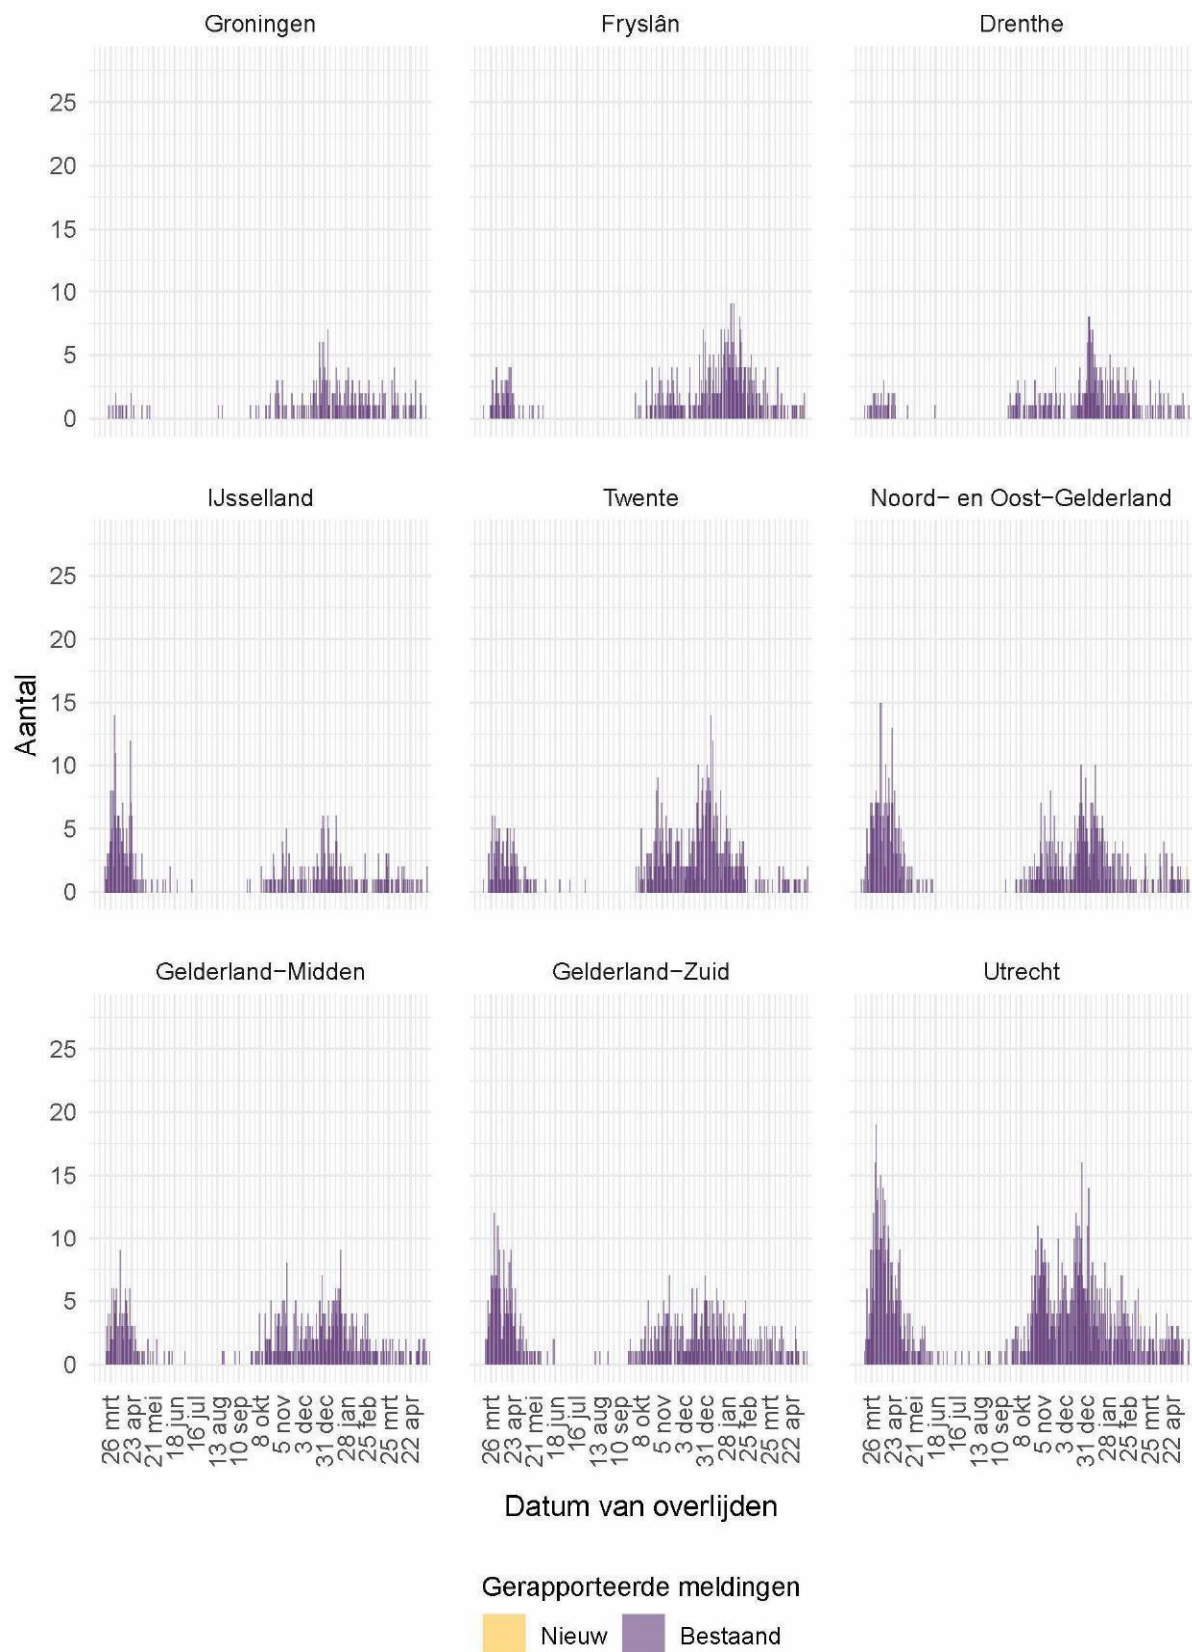 Groningen Fryslân Drenthe
25
20
15
10
5
0
IJsselland Twente Noord- en Oost-Gelderland
25
20
15
10
5
0
Aantal
Gelderland-Midden Gelderland-Zuid Utrecht
25
20
15
10
5
0
26 mrt 23 apr 21 mei 18 jun 16 jul 13 aug 10 sep 8 okt 5 nov 3 dec 31 dec 28 jan 25 feb 25 mrt 22 apr
26 mrt 23 apr 21 mei 18 jun 16 jul 13 aug 10 sep 8 okt 5 nov 3 dec 31 dec 28 jan 25 feb 25 mrt 22 apr
26 mrt 23 apr 21 mei 18 jun 16 jul 13 aug 10 sep 8 okt 5 nov 3 dec 31 dec 28 jan 25 feb 25 mrt 22 apr
Datum van overlijden
Gerapporteerde meldingen
Nieuw Bestaand